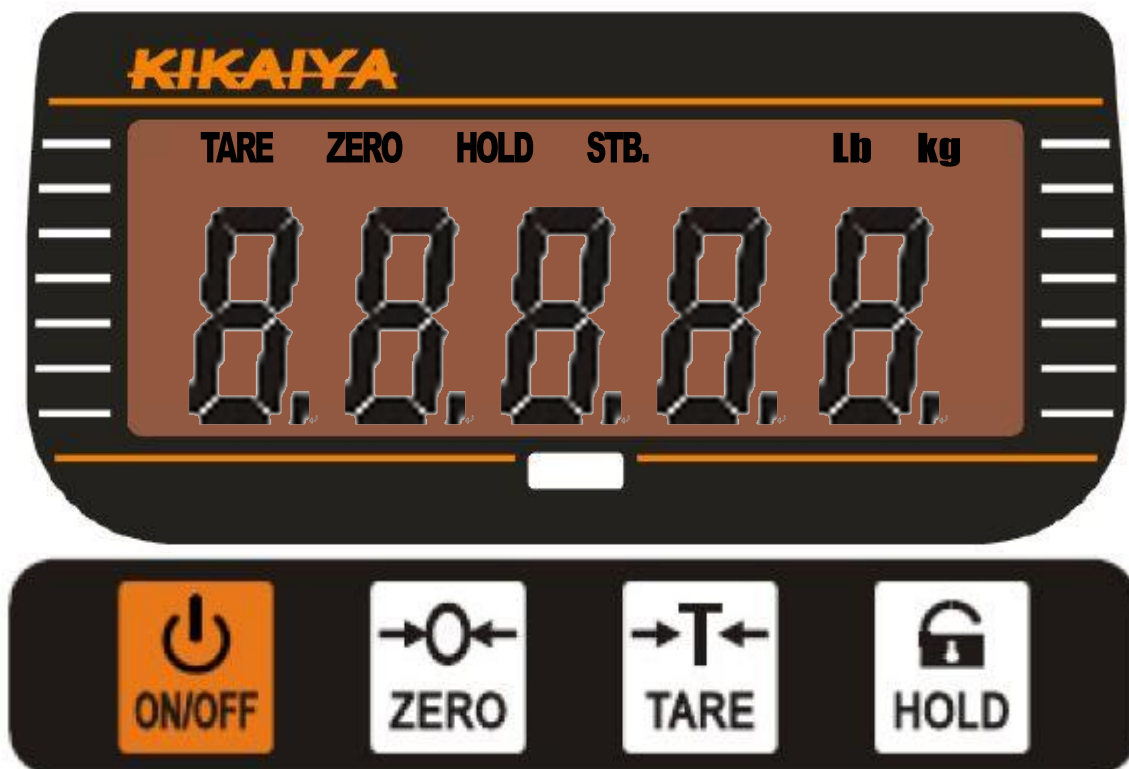 KIKAIYA
TARE ZERO HOLD STB. Lb kg
8.8.8.8.8.
ON/OFF ZERO TARE HOLD